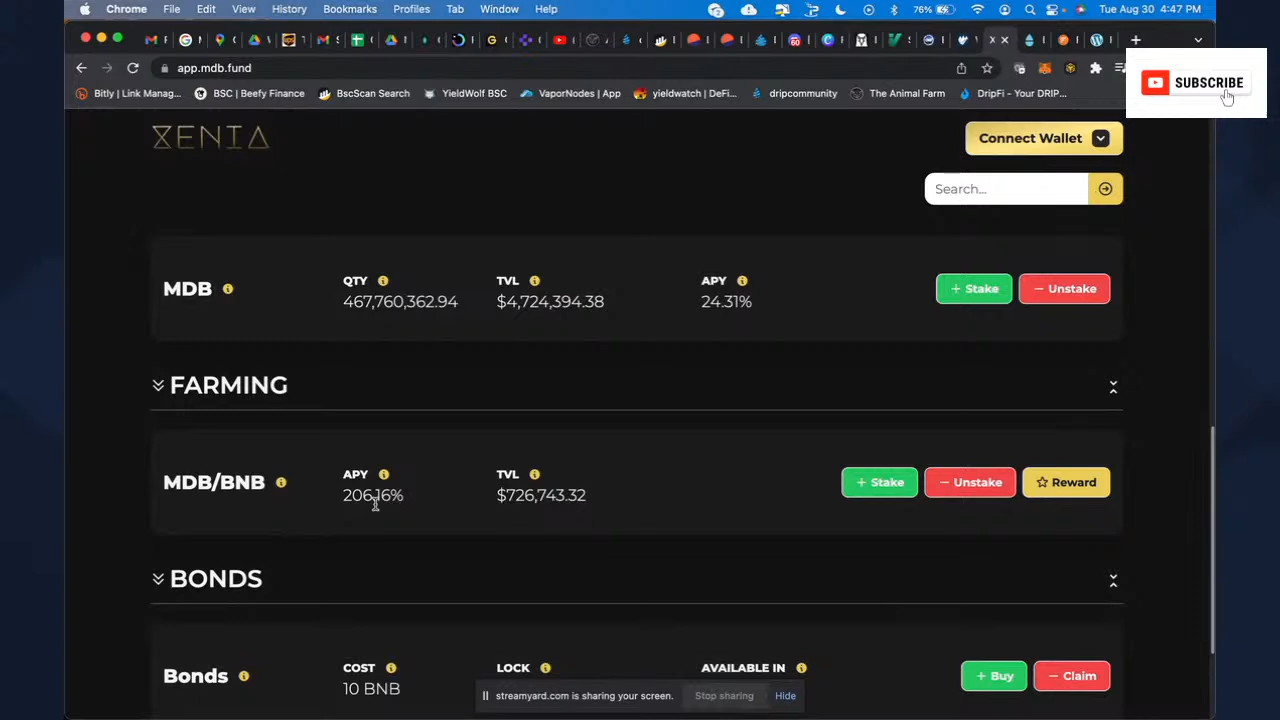 Chrome File Edit View History Bookmarks Profiles Tab Window Help 76% Tue Aug 30 4:47 PM
app.mdb.fund
SUBSCRIBE
Bitly | Link Manag... BSC | Beefy Finance BscScan Search YieldWolf BSC VaporNodes | App yieldwatch | DeFi... dripcommunity The Animal Farm DripFi - Your DRIP...
XENIA
Connect Wallet
Search...
MDB
QTY
467,760,362.94
TVL
$4,724,394.38
APY
24.31%
+ Stake
− Unstake
FARMING
MDB/BNB
APY
206.16%
TVL
$726,743.32
+ Stake
− Unstake
Reward
BONDS
Bonds
COST
10 BNB
LOCK
AVAILABLE IN
+ Buy
− Claim
streamyard.com is sharing your screen. Stop sharing Hide